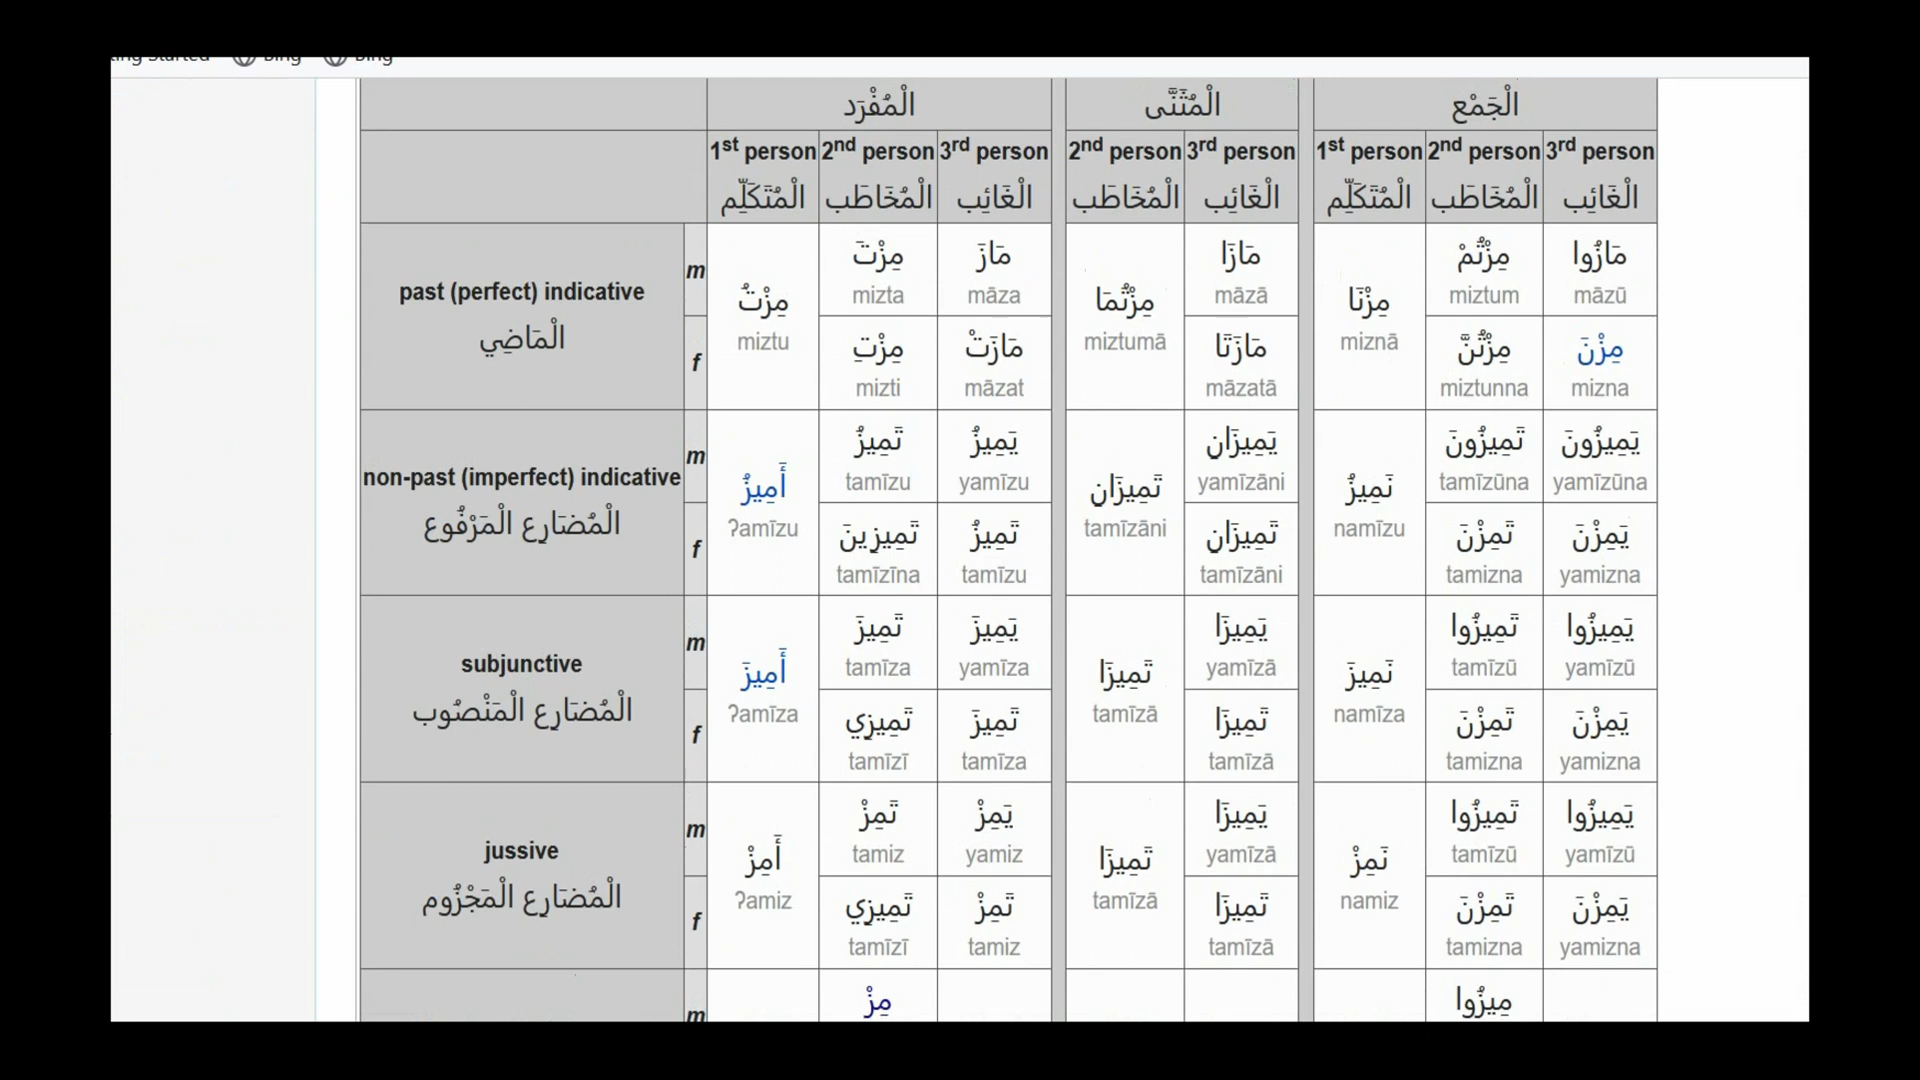 الْمُفْرَد الْمُثَنَّى الْجَمْع
1st person 2nd person 3rd person 2nd person 3rd person 1st person 2nd person 3rd person
الْمُتَكَلِّم الْمُخَاطَب الْغَائِب الْمُخَاطَب الْغَائِب الْمُتَكَلِّم الْمُخَاطَب الْغَائِب
past (perfect) indicative
الْمَاضِي
m
مِزْتُ
miztu
مِزْتَ
mizta
مَازَ
māza
مِزْتُمَا
miztumā
مَازَا
māzā
مِزْنَا
miznā
مِزْتُمْ
miztum
مَازُوا
māzū
f
مِزْتِ
mizti
مَازَتْ
māzat
مَازَتَا
māzatā
مِزْتُنَّ
miztunna
مِزْنَ
mizna
non-past (imperfect) indicative
الْمُضَارِع الْمَرْفُوع
m
أَمِيزُ
ʔamīzu
تَمِيزُ
tamīzu
يَمِيزُ
yamīzu
تَمِيزَانِ
tamīzāni
يَمِيزَانِ
yamīzāni
نَمِيزُ
namīzu
تَمِيزُونَ
tamīzūna
يَمِيزُونَ
yamīzūna
f
تَمِيزِينَ
tamīzīna
تَمِيزُ
tamīzu
تَمِيزَانِ
tamīzāni
تَمِزْنَ
tamizna
يَمِزْنَ
yamizna
subjunctive
الْمُضَارِع الْمَنْصُوب
m
أَمِيزَ
ʔamīza
تَمِيزَ
tamīza
يَمِيزَ
yamīza
تَمِيزَا
tamīzā
يَمِيزَا
yamīzā
نَمِيزَ
namīza
تَمِيزُوا
tamīzū
يَمِيزُوا
yamīzū
f
تَمِيزِي
tamīzī
تَمِيزَ
tamīza
تَمِيزَا
tamīzā
تَمِزْنَ
tamizna
يَمِزْنَ
yamizna
jussive
الْمُضَارِع الْمَجْزُوم
m
أَمِزْ
ʔamiz
تَمِزْ
tamiz
يَمِزْ
yamiz
تَمِيزَا
tamīzā
يَمِيزَا
yamīzā
نَمِزْ
namiz
تَمِيزُوا
tamīzū
يَمِيزُوا
yamīzū
f
تَمِيزِي
tamīzī
تَمِزْ
tamiz
تَمِيزَا
tamīzā
تَمِزْنَ
tamizna
يَمِزْنَ
yamizna
m
مِزْ
مِيزُوا